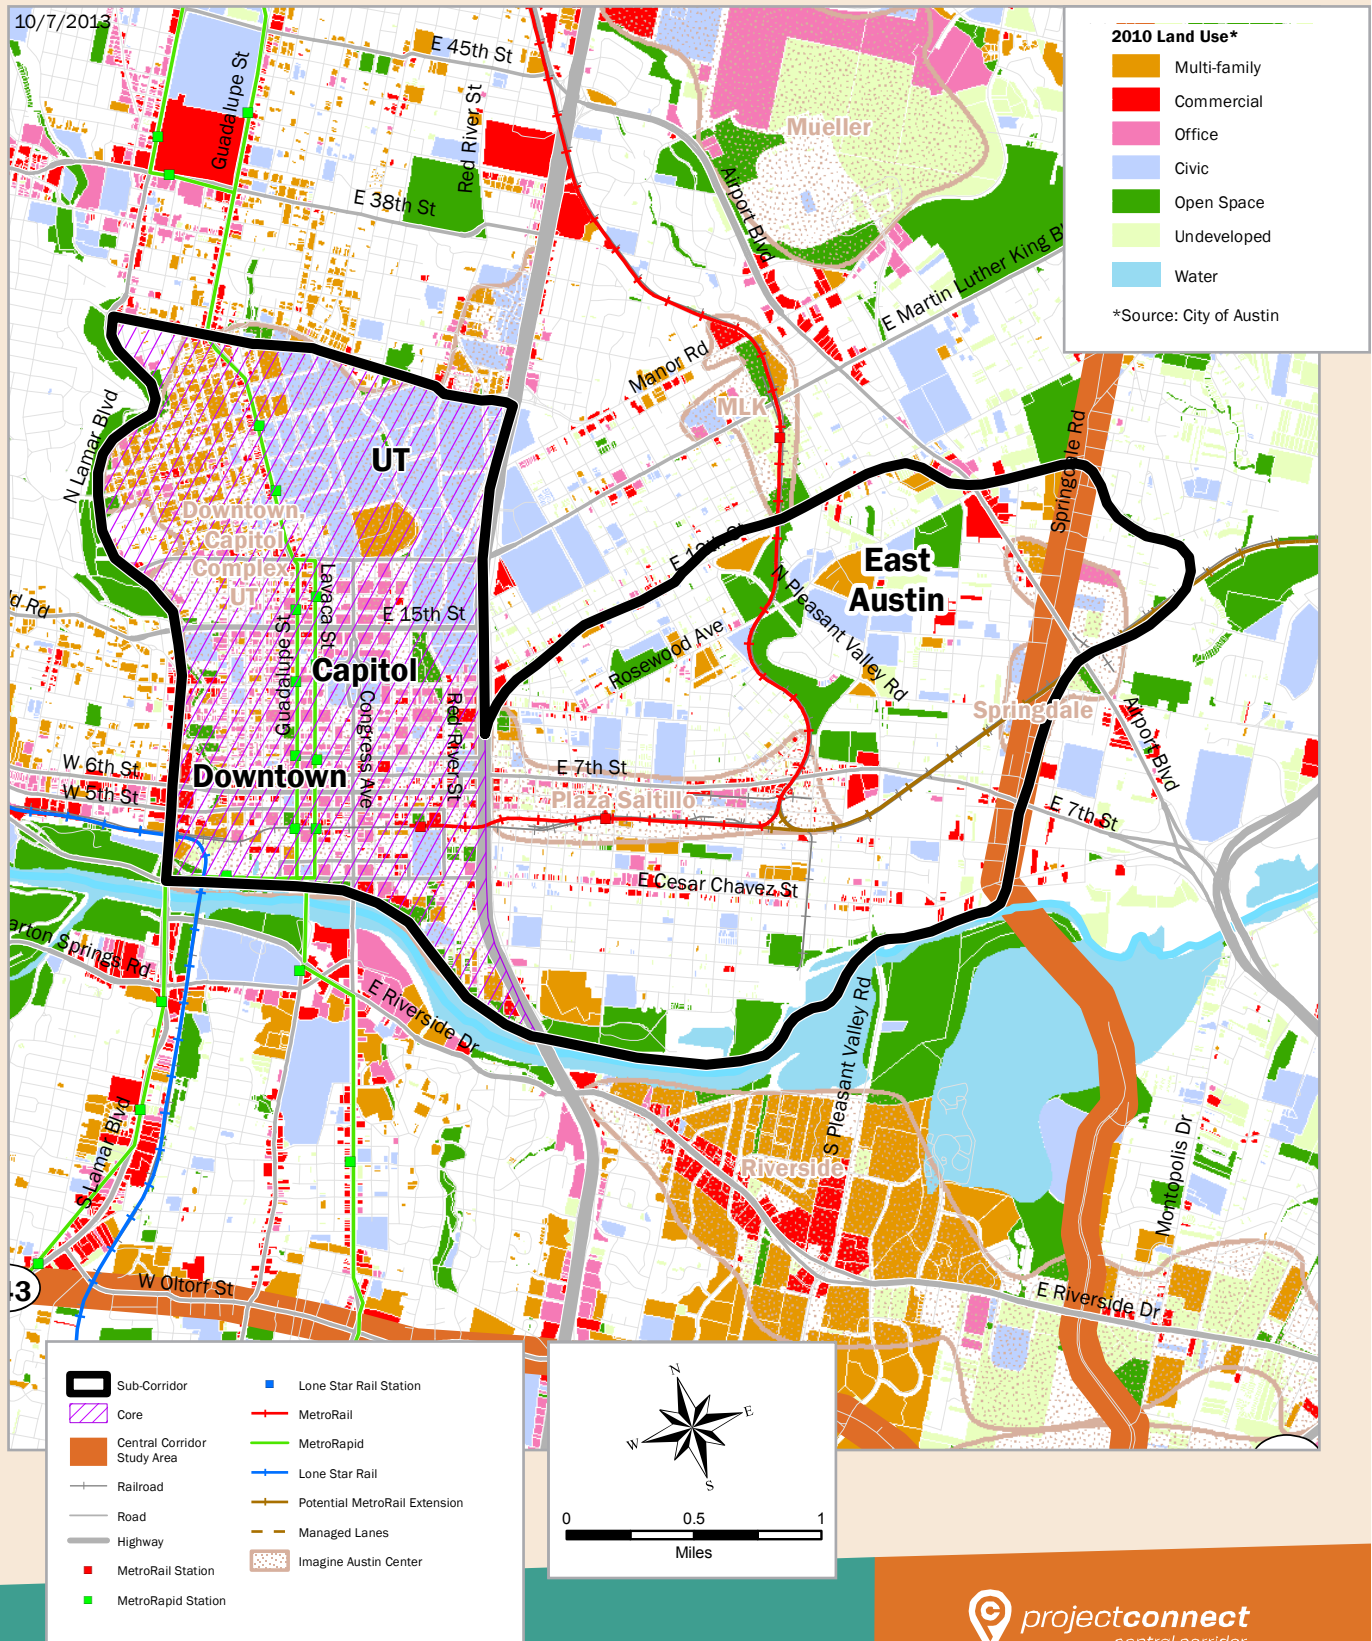 10/7/2013
E 45th St
Guadalupe St
Red River St
E 38th St
Mueller
Airport Blvd
E Martin Luther King
2010 Land Use*
Multi-family
Commercial
Office
Civic
Open Space
Undeveloped
Water
*Source: City of Austin
Manor Rd
MLK
N Lamar Blvd
UT
Springdale Rd
Downtown,
Capitol
Complex,
UT
East
Austin
Lavaca St
N Pleasant Valley Rd
E 15th St
Guadalupe St
Rosewood Ave
Capitol
Congress Ave
Red River St
Springdale
Airport Blvd
W 6th St
W 5th St
Downtown
E 7th St
Plaza Saltillo
E 7th St
E Cesar Chavez St
arton Springs Rd
E Riverside Dr
S Pleasant Valley Rd
S Lamar Blvd
Riverside
Montopolis Dr
W Oltorf St
E Riverside Dr
Sub-Corridor
Core
Central Corridor
Study Area
Railroad
Road
Highway
MetroRail Station
MetroRapid Station
Lone Star Rail Station
MetroRail
MetroRapid
Lone Star Rail
Potential MetroRail Extension
Managed Lanes
Imagine Austin Center
N
E
W
S
0 0.5 1
Miles
projectconnect